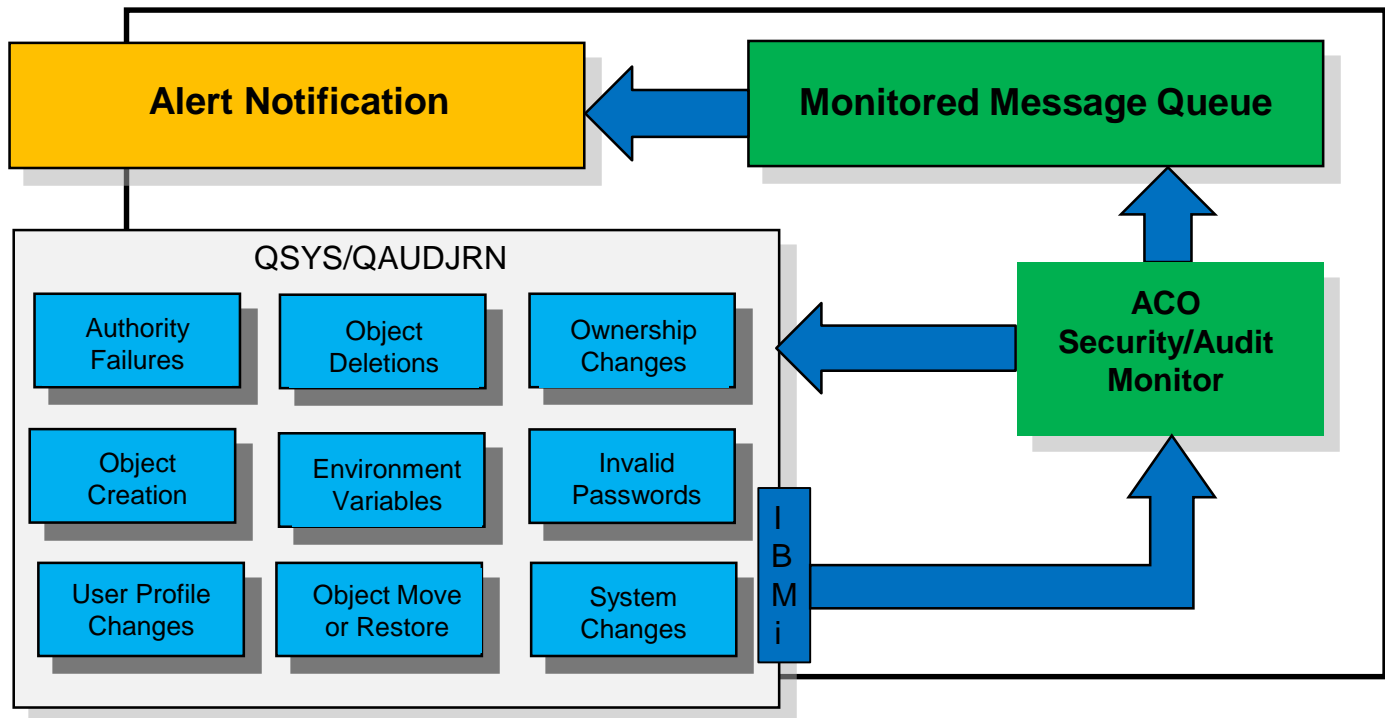 Alert Notification
Monitored Message Queue
QSYS/QAUDJRN
Authority
Failures
Object
Deletions
Ownership
Changes
ACO
Security/Audit
Monitor
Object
Creation
Environment
Variables
Invalid
Passwords
User Profile
Changes
Object Move
or Restore
System
Changes
I
B
M
i